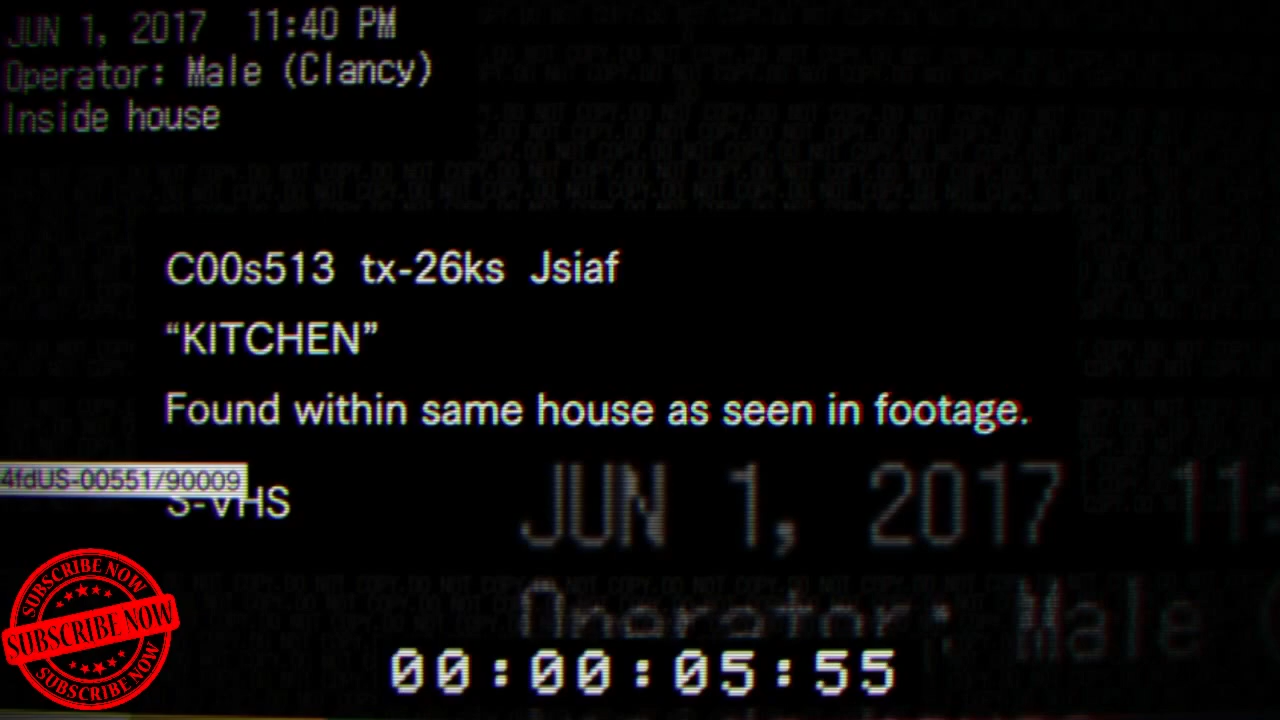 JUN 1, 2017 11:40 PM
Operator: Male (Clancy)
Inside house
C00s513 tx-26ks Jsiaf
“KITCHEN”
Found within same house as seen in footage.
4fdUS-00551/90009
S-VHS
JUN 1, 2017 11:
Operator: Male (
SUBSCRIBE NOW
SUBSCRIBE NOW
SUBSCRIBE NOW
00:00:05:55